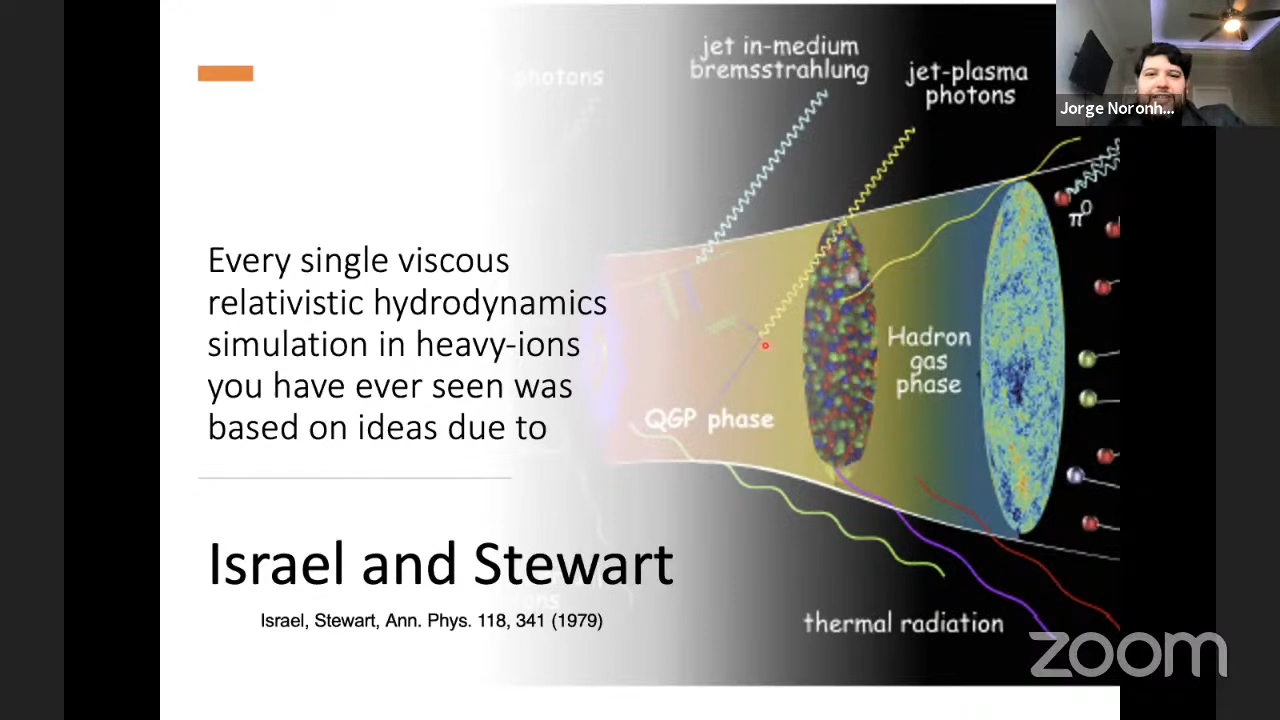 photons
jet in-medium
bremsstrahlung
jet-plasma
photons
Jorge Noronh...
π⁰
Every single viscous
relativistic hydrodynamics
simulation in heavy-ions
you have ever seen was
based on ideas due to
Hadron
gas
phase
QGP phase
Israel and Stewart
Israel, Stewart, Ann. Phys. 118, 341 (1979)
thermal radiation
zoom